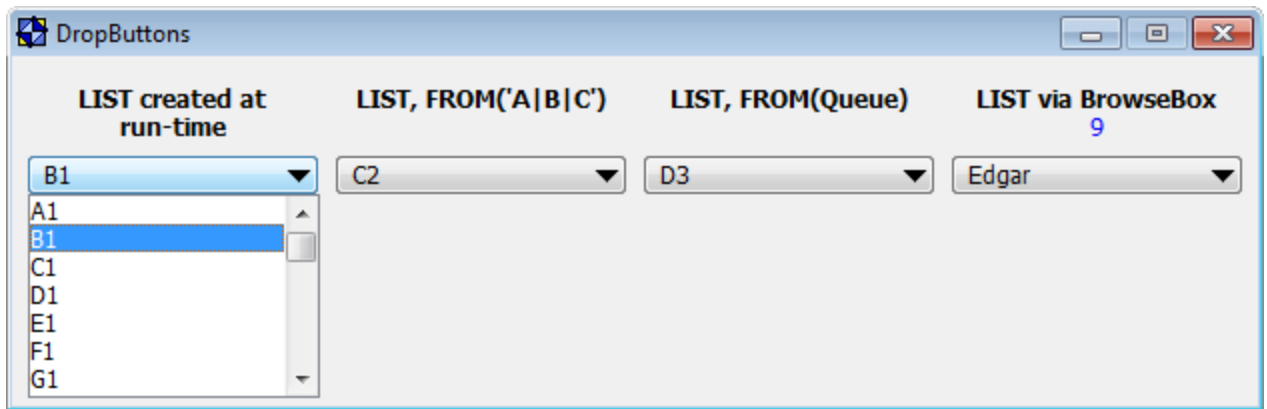 DropButtons
LIST created at
run-time
LIST, FROM('A|B|C')
LIST, FROM(Queue)
LIST via BrowseBox
9
B1
C2
D3
Edgar
A1
B1
C1
D1
E1
F1
G1